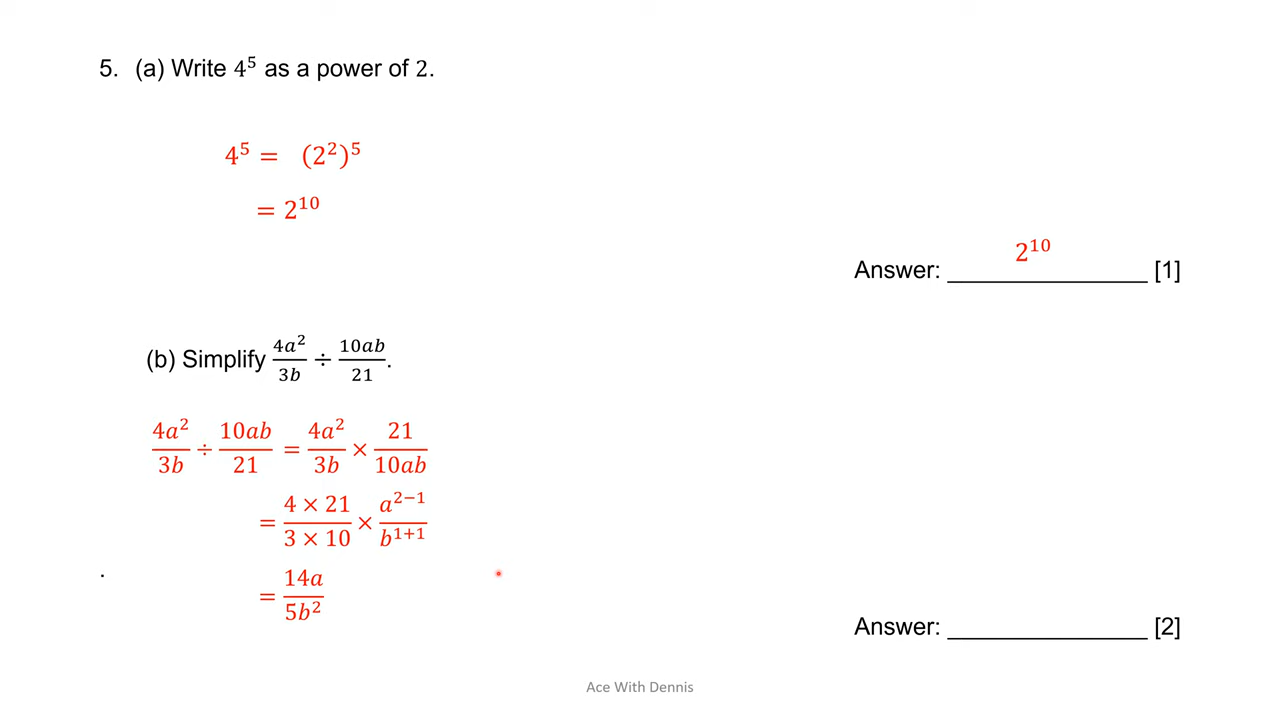 5. (a) Write 4⁵ as a power of 2.
4⁵ = (2²)⁵
= 2¹⁰
2¹⁰
Answer: ________________ [1]
(b) Simplify 4a²/3b ÷ 10ab/21.
4a²/3b ÷ 10ab/21 = 4a²/3b × 21/10ab
= 4 × 21/3 × 10 × a²⁻¹/b¹⁺¹
.
= 14a/5b²
Answer: ________________ [2]
Ace With Dennis